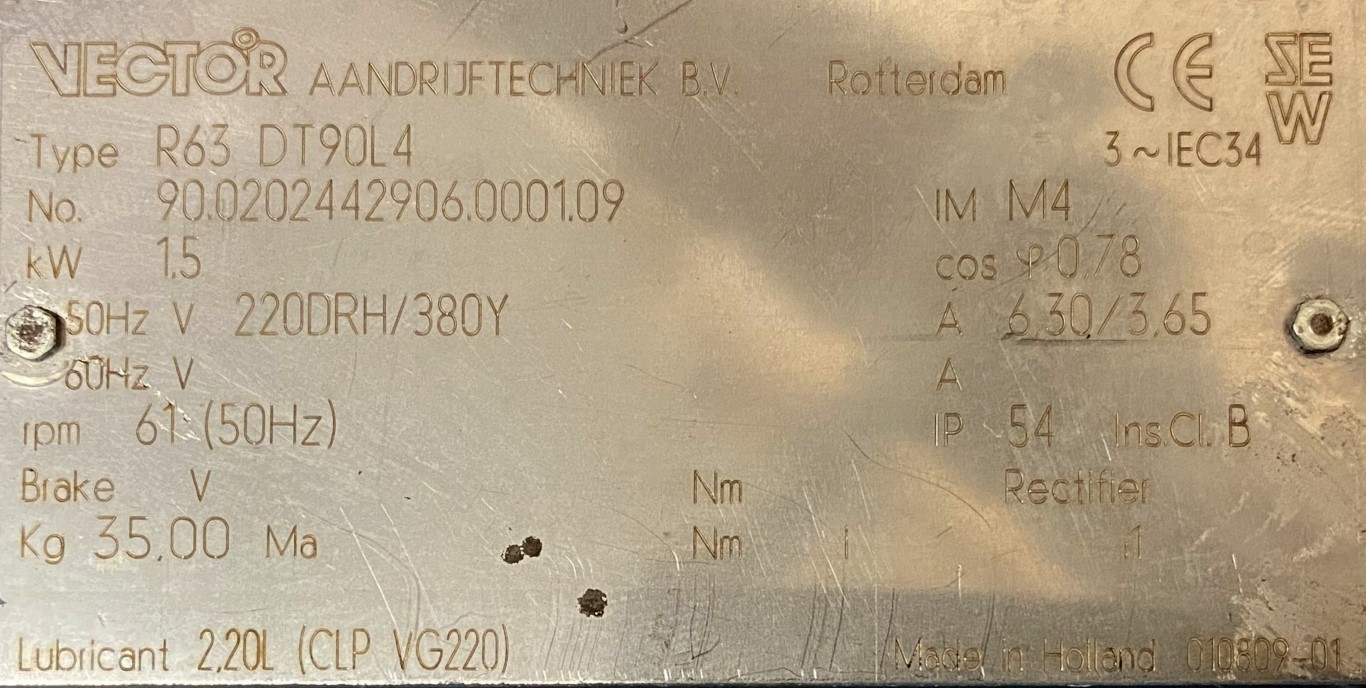 VECTOR AANDRIJFTECHNIEK B.V. Rotterdam CE SEW
Type R63 DT90L4 3~IEC34
No. 90.0202442906.0001.09 IM M4
kW 1,5 cos φ 0,78
50Hz V 220DRH/380Y A 6,30/3,65
60Hz V A
rpm 61 (50Hz) IP 54 Ins.Cl. B
Brake V Nm Rectifier
Kg 35,00 Ma Nm i i1
Lubricant 2,20L (CLP VG220) Made in Holland 010809-01